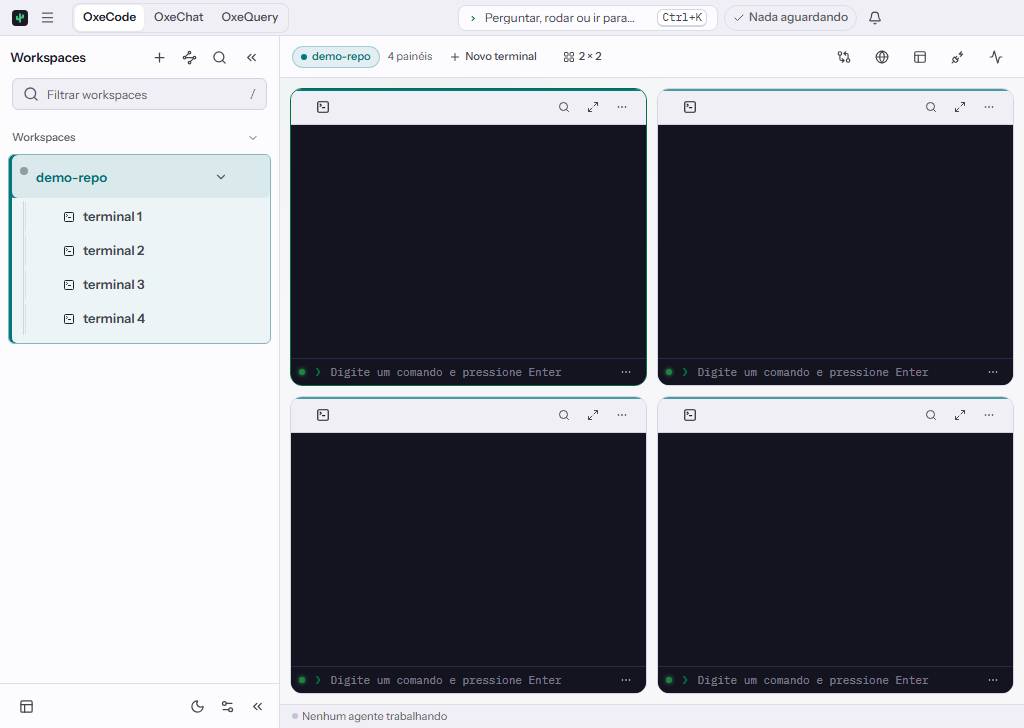 OxeCode OxeChat OxeQuery
Perguntar, rodar ou ir para... Ctrl+K
Nada aguardando
Workspaces
Filtrar workspaces /
Workspaces
demo-repo
terminal 1
terminal 2
terminal 3
terminal 4
demo-repo 4 painéis Novo terminal 2 × 2
Digite um comando e pressione Enter
Digite um comando e pressione Enter
Digite um comando e pressione Enter
Digite um comando e pressione Enter
Nenhum agente trabalhando